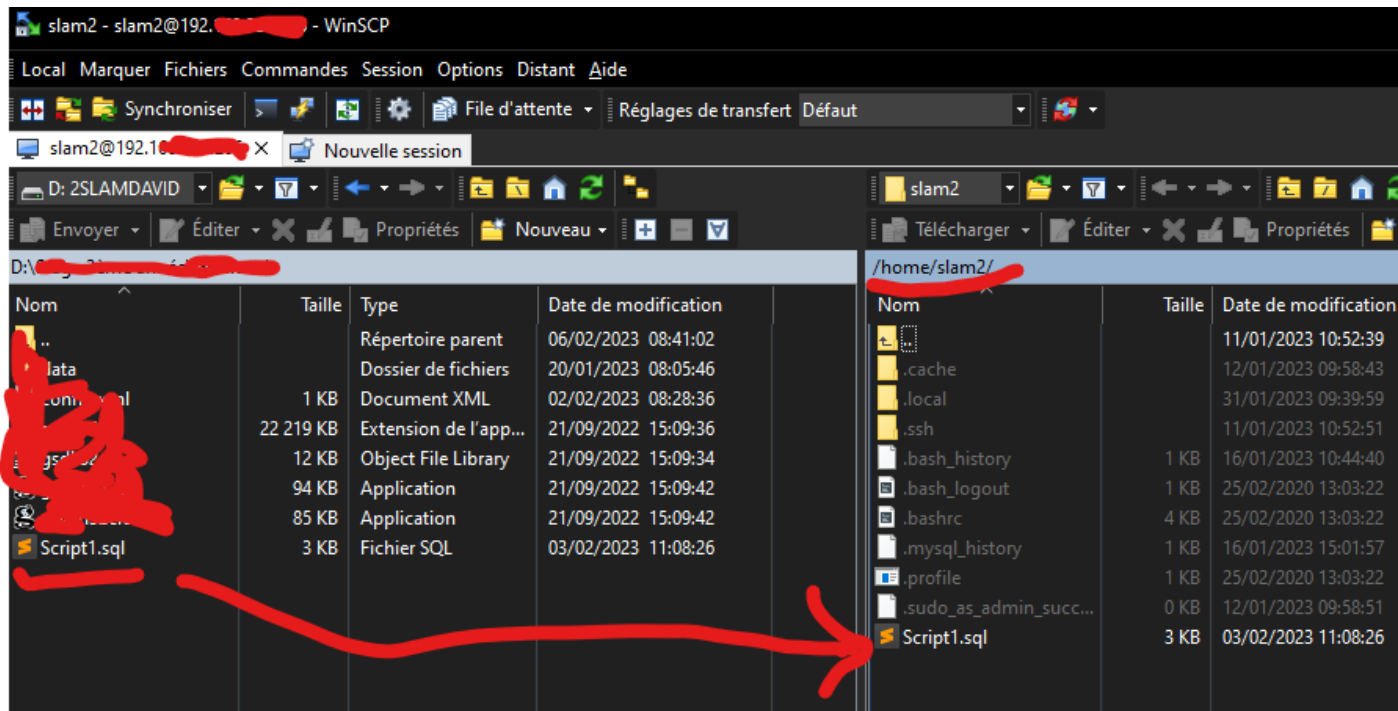 slam2 - slam2@192. - WinSCP
Local Marquer Fichiers Commandes Session Options Distant Aide
Synchroniser File d'attente Réglages de transfert Défaut
slam2@192.1 Nouvelle session
D: 2SLAMDAVID slam2
Envoyer Éditer Propriétés Nouveau Télécharger Éditer Propriétés
D:\ /home/slam2/
Nom Taille Type Date de modification Nom Taille Date de modification
.. Répertoire parent 06/02/2023 08:41:02 .. 11/01/2023 10:52:39
Dossier de fichiers 20/01/2023 08:05:46 .cache 12/01/2023 09:58:43
1 KB Document XML 02/02/2023 08:28:36 .local 31/01/2023 09:39:59
22 219 KB Extension de l'app... 21/09/2022 15:09:36 .ssh 11/01/2023 10:52:51
12 KB Object File Library 21/09/2022 15:09:34 .bash_history 1 KB 16/01/2023 10:44:40
94 KB Application 21/09/2022 15:09:42 .bash_logout 1 KB 25/02/2020 13:03:22
85 KB Application 21/09/2022 15:09:42 .bashrc 4 KB 25/02/2020 13:03:22
Script1.sql 3 KB Fichier SQL 03/02/2023 11:08:26 .mysql_history 1 KB 16/01/2023 15:01:57
.profile 1 KB 25/02/2020 13:03:22
.sudo_as_admin_succ... 0 KB 12/01/2023 09:58:51
Script1.sql 3 KB 03/02/2023 11:08:26